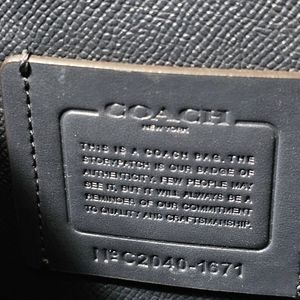 COACH
NEW YORK
THIS IS A COACH BAG. THE
STORYPATCH IS OUR BADGE OF
AUTHENTICITY. FEW PEOPLE MAY
SEE IT, BUT IT WILL ALWAYS BE A
REMINDER OF OUR COMMITMENT
TO QUALITY AND CRAFTSMANSHIP.
Nº C2040-1671